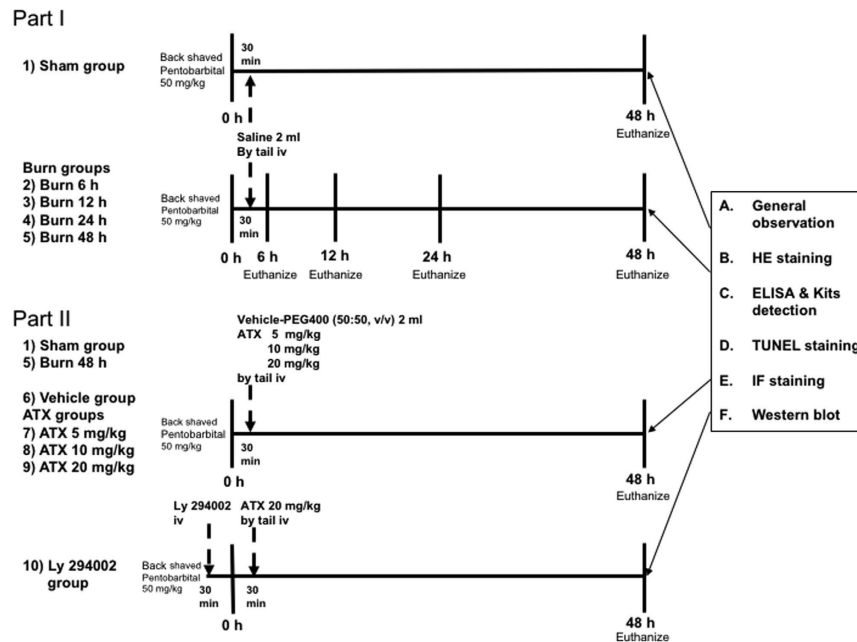 Part I
1) Sham group
Back shaved
Pentobarbital
50 mg/kg
30
min
0 h
48 h
Euthanize
Saline 2 ml
By tail iv
Burn groups
2) Burn 6 h
3) Burn 12 h
4) Burn 24 h
5) Burn 48 h
Back shaved
Pentobarbital
50 mg/kg
30
min
0 h
6 h
Euthanize
12 h
Euthanize
24 h
Euthanize
48 h
Euthanize
A. General
observation
B. HE staining
C. ELISA & Kits
detection
D. TUNEL staining
E. IF staining
F. Western blot
Part II
1) Sham group
5) Burn 48 h
6) Vehicle group
ATX groups
7) ATX 5 mg/kg
8) ATX 10 mg/kg
9) ATX 20 mg/kg
Vehicle-PEG400 (50:50, v/v) 2 ml
ATX 5 mg/kg
10 mg/kg
20 mg/kg
by tail iv
Back shaved
Pentobarbital
50 mg/kg
30
min
0 h
48 h
Euthanize
10) Ly 294002
group
Ly 294002
iv
ATX 20 mg/kg
by tail iv
Back shaved
Pentobarbital
50 mg/kg
30
min
30
min
0 h
48 h
Euthanize